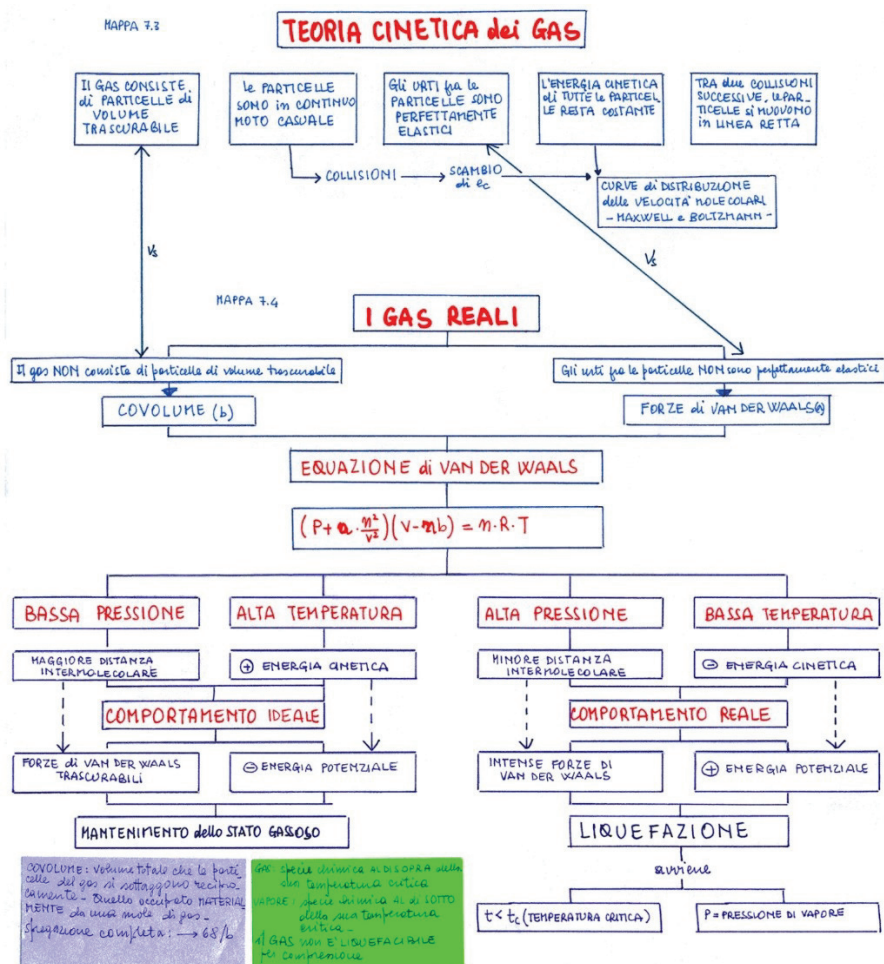 MAPPA 7.3
TEORIA CINETICA dei GAS
Il GAS CONSISTE
di PARTICELLE di
VOLUME
TRASCURABILE
le PARTICELLE
SONO in CONTINUO
MOTO CASUALE
Gli URTI fra le
PARTICELLE SONO
PERFETTAMENTE
ELASTICI
L'ENERGIA CINETICA
di TUTTE le PARTICEL
LE RESTA COSTANTE
TRA due COLLISIONI
SUCCESSIVE, le PAR-
TICELLE si MUOVONO
in LINEA RETTA
COLLISIONI
SCAMBIO
di ec
CURVE di DISTRIBUZIONE
delle VELOCITÀ MOLECOLARI
- MAXWELL e BOLTZMANN -
Vs
Vs
MAPPA 7.4
I GAS REALI
Il gas NON consiste di particelle di volume trascurabile
Gli urti fra le particelle NON sono perfettamente elastici
COVOLUME (b)
FORZE di VAN DER WAALS (a)
EQUAZIONE di VAN DER WAALS
(P + a · n²/v²) (V - nb) = n · R · T
BASSA PRESSIONE
ALTA TEMPERATURA
ALTA PRESSIONE
BASSA TEMPERATURA
MAGGIORE DISTANZA
INTERMOLECOLARE
⊕ ENERGIA CINETICA
MINORE DISTANZA
INTERMOLECOLARE
⊖ ENERGIA CINETICA
COMPORTAMENTO IDEALE
COMPORTAMENTO REALE
FORZE di VAN DER WAALS
TRASCURABILI
⊖ ENERGIA POTENZIALE
INTENSE FORZE DI
VAN DER WAALS
⊕ ENERGIA POTENZIALE
MANTENIMENTO dello STATO GASSOSO
LIQUEFAZIONE
avviene
t < tc (TEMPERATURA CRITICA)
P = PRESSIONE DI VAPORE
COVOLUME: Volume totale che le parti
celle del gas si sottraggono recipro
camente - Quello occupato MATERIAL
MENTE da una mole di gas -
spiegazione completa: → 68/b
GAS: specie chimica AL DI SOPRA della
sua temperatura critica
VAPORE: specie chimica AL di SOTTO
della sua temperatura
critica -
GAS non E' LIQUEFACIBILE
per compressione